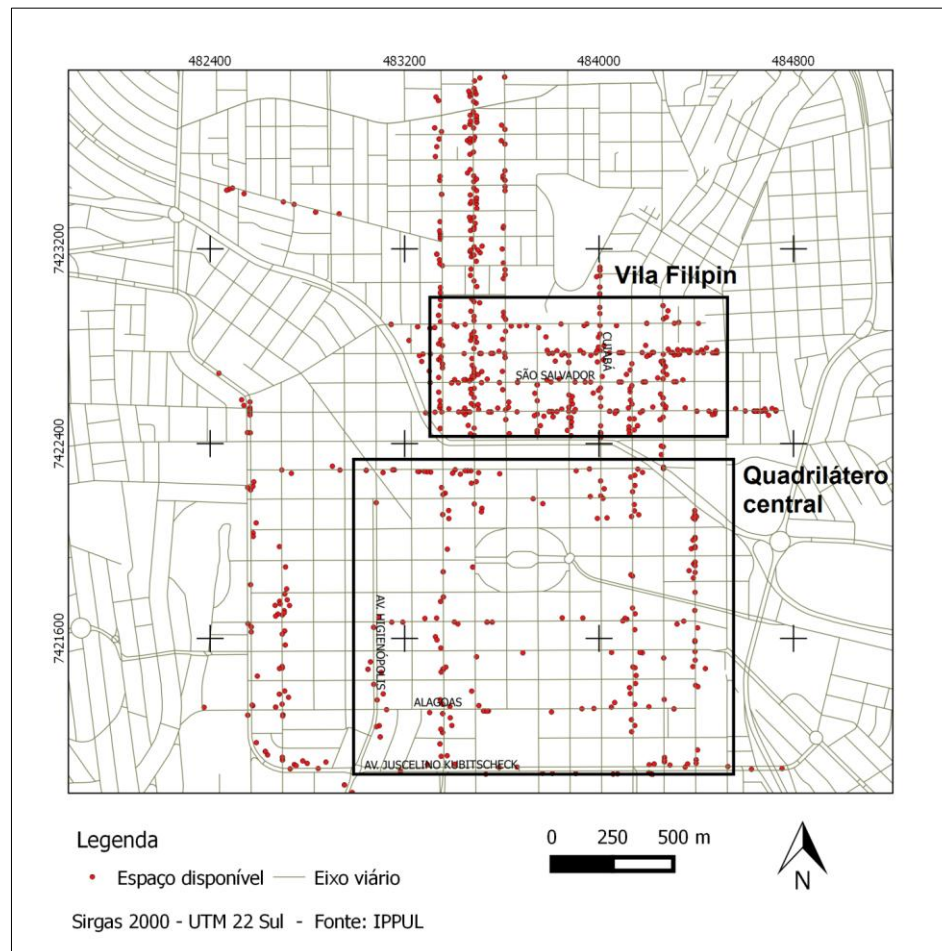 482400 483200 484000 484800
7423200
Vila Filipin
CUIABÁ
SÃO SALVADOR
7422400
Quadrilátero
central
7421600
AV. HIGIENÓPOLIS
ALAGOAS
AV. JUSCELINO KUBITSCHECK
Legenda
0 250 500 m
Espaço disponível Eixo viário
N
Sirgas 2000 - UTM 22 Sul - Fonte: IPPUL